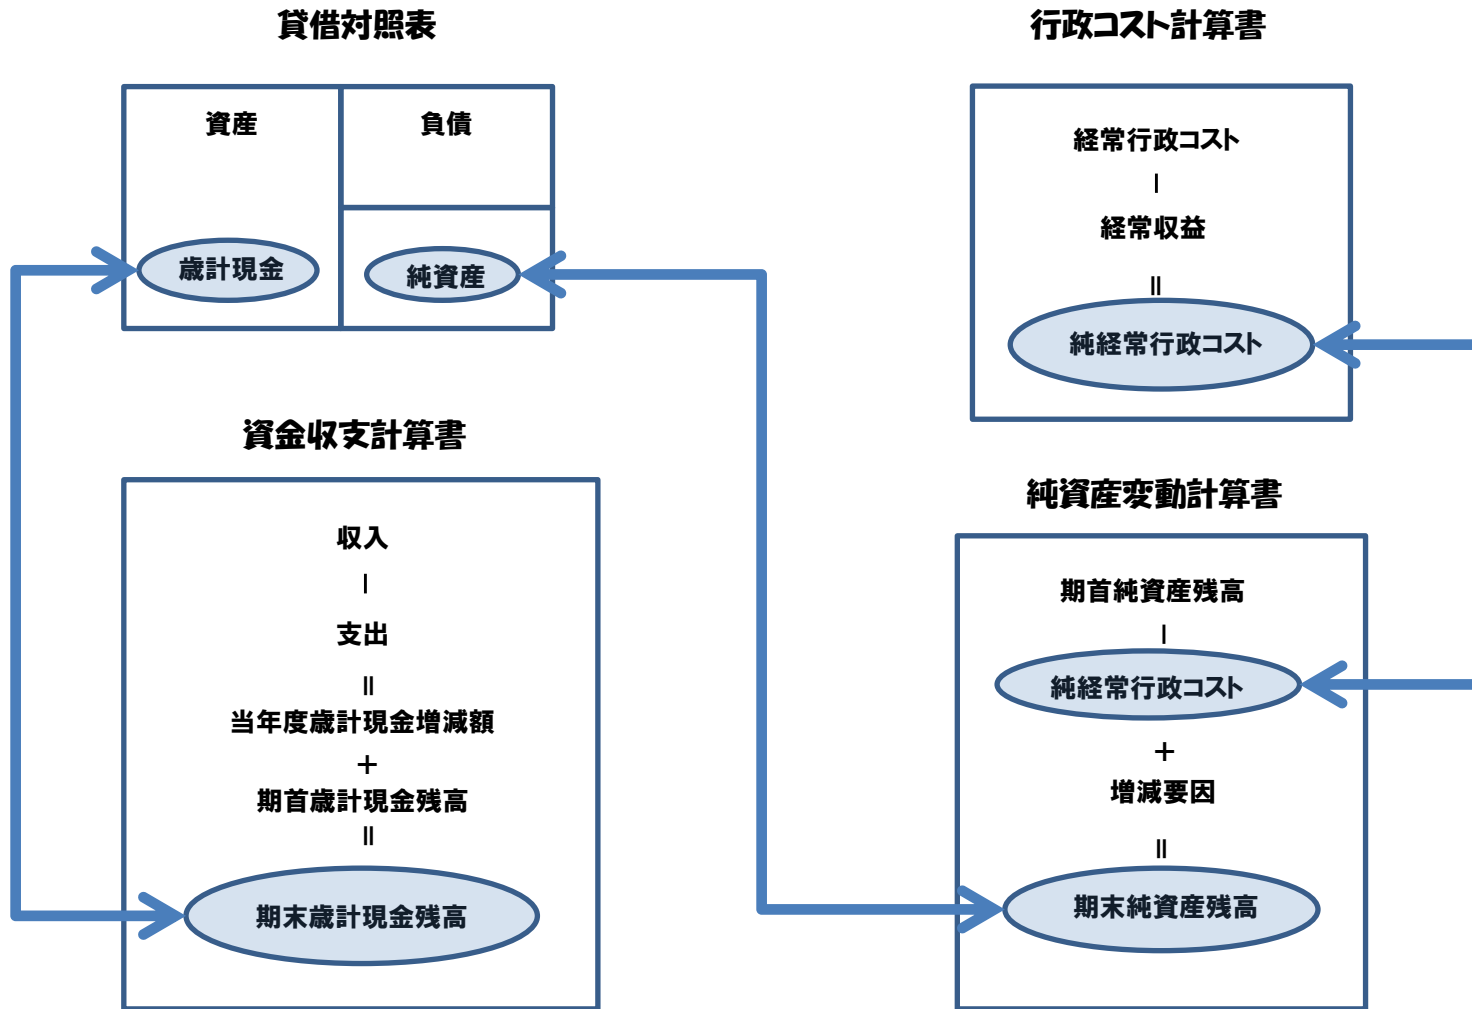 貸借対照表
資産
負債
歳計現金
純資産
資金収支計算書
収入
－
支出
＝
当年度歳計現金増減額
＋
期首歳計現金残高
＝
期末歳計現金残高
行政コスト計算書
経常行政コスト
－
経常収益
＝
純経常行政コスト
純資産変動計算書
期首純資産残高
－
純経常行政コスト
＋
増減要因
＝
期末純資産残高